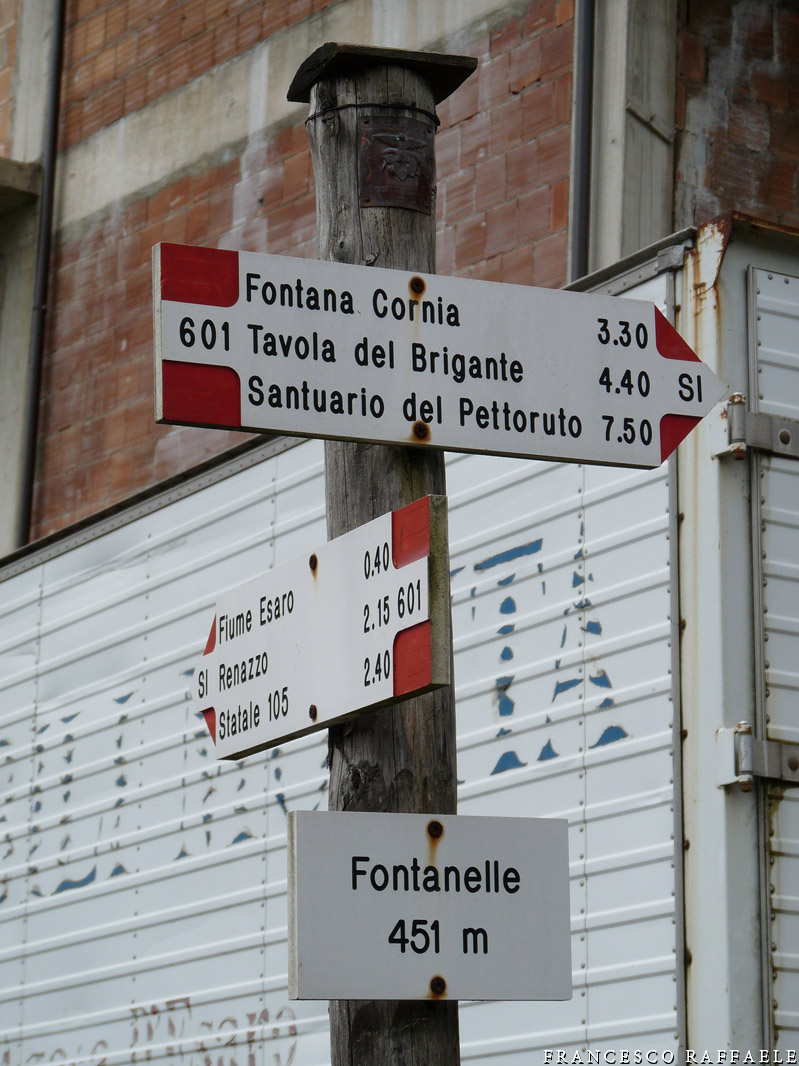 Fontana Cornia 3.30
601 Tavola del Brigante 4.40 SI
Santuario del Pettoruto 7.50
Fiume Esaro 0.40
SI Renazzo 2.15 601
Statale 105 2.40
Fontanelle
451 m
FRANCESCO RAFFAELE